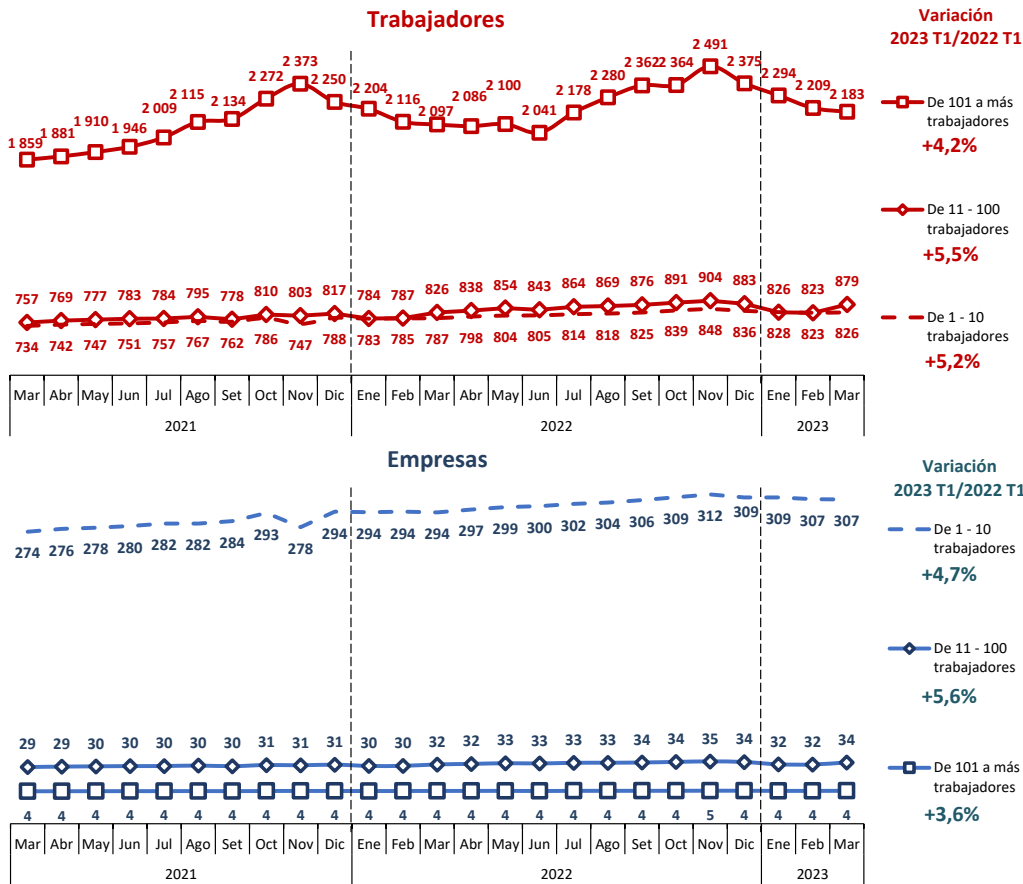 Trabajadores
Variación
2023 T1/2022 T1
1 859 1 881 1 910 1 946 2 009 2 115 2 134 2 272 2 373 2 250 2 204 2 116 2 097 2 086 2 100 2 041 2 178 2 280 2 362 2 364 2 491 2 375 2 294 2 209 2 183
De 101 a más
trabajadores
+4,2%
De 11 - 100
trabajadores
+5,5%
757 769 777 783 784 795 778 810 803 817 784 787 826 838 854 843 864 869 876 891 904 883 826 823 879
De 1 - 10
trabajadores
+5,2%
734 742 747 751 757 767 762 786 747 788 783 785 787 798 804 805 814 818 825 839 848 836 828 823 826
Mar Abr May Jun Jul Ago Set Oct Nov Dic Ene Feb Mar Abr May Jun Jul Ago Set Oct Nov Dic Ene Feb Mar
2021 2022 2023
Empresas
Variación
2023 T1/2022 T1
274 276 278 280 282 282 284 293 278 294 294 294 294 297 299 300 302 304 306 309 312 309 309 307 307
De 1 - 10
trabajadores
+4,7%
De 11 - 100
trabajadores
+5,6%
29 29 30 30 30 30 30 31 31 31 30 30 32 32 33 33 33 33 34 34 35 34 32 32 34
De 101 a más
trabajadores
+3,6%
4 4 4 4 4 4 4 4 4 4 4 4 4 4 4 4 4 4 4 4 5 4 4 4 4
Mar Abr May Jun Jul Ago Set Oct Nov Dic Ene Feb Mar Abr May Jun Jul Ago Set Oct Nov Dic Ene Feb Mar
2021 2022 2023